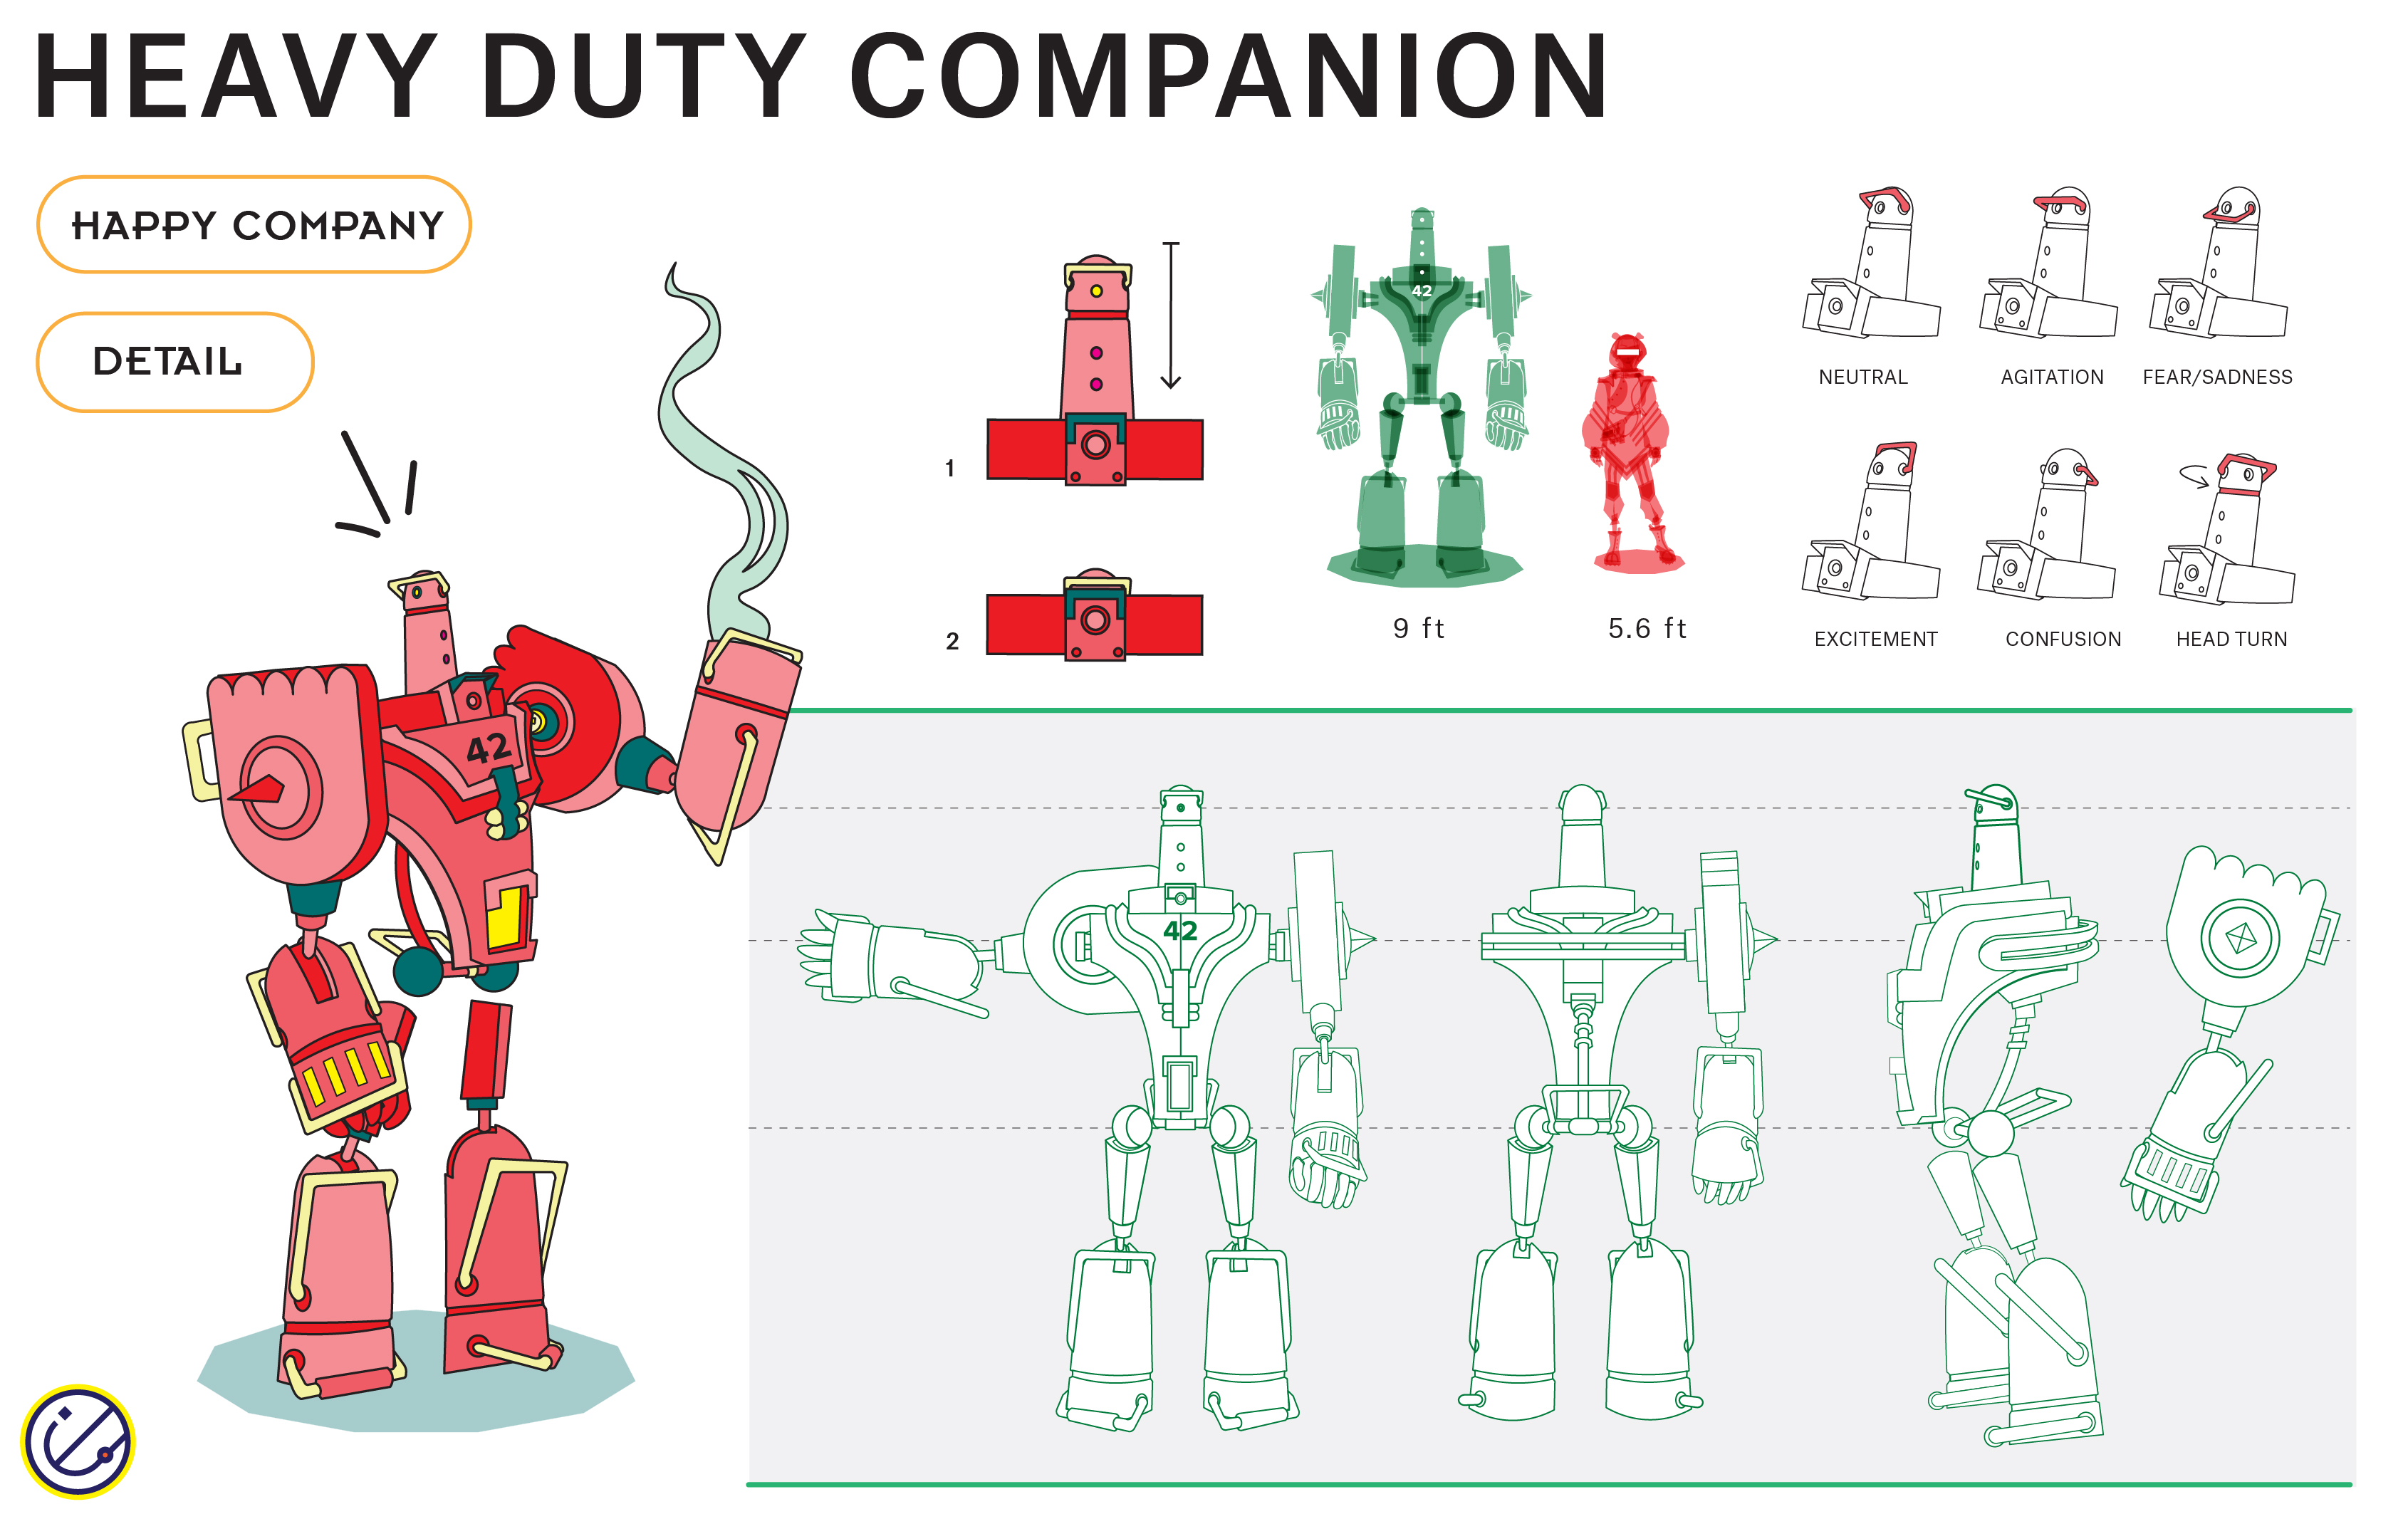 HEAVY DUTY COMPANION
HAPPY COMPANY
DETAIL
1
2
42
9 ft
5.6 ft
NEUTRAL
AGITATION
FEAR/SADNESS
EXCITEMENT
CONFUSION
HEAD TURN
42
42